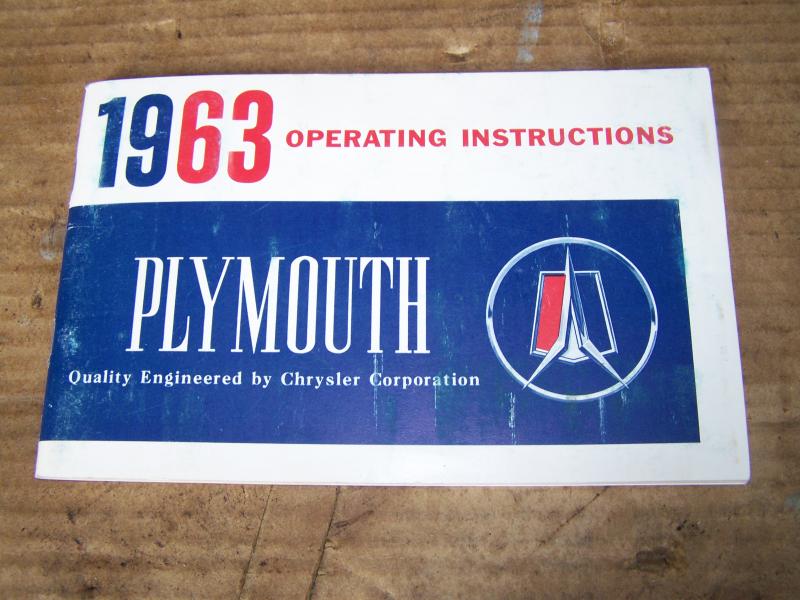 1963 OPERATING INSTRUCTIONS
PLYMOUTH
Quality Engineered by Chrysler Corporation